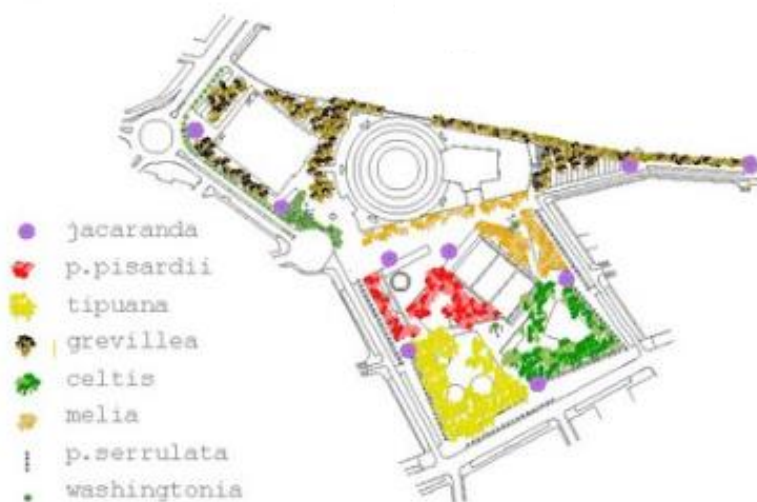 jacaranda
p.pisardii
tipuana
grevillea
celtis
melia
p.serrulata
washingtonia